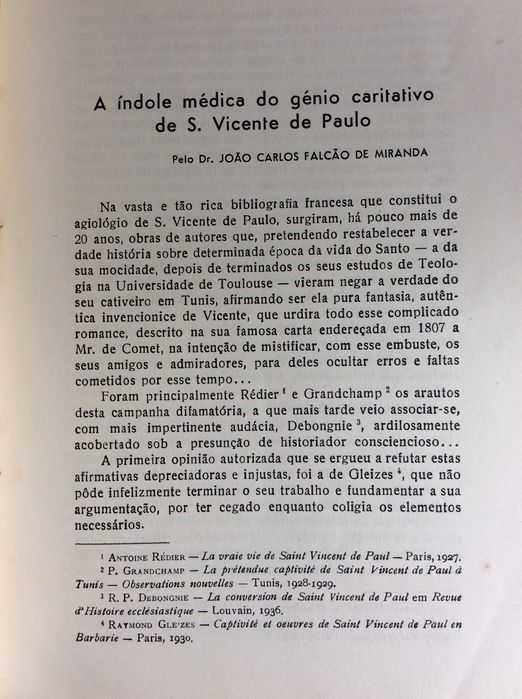 A índole médica do génio caritativo
de S. Vicente de Paulo
Pelo Dr. JOÃO CARLOS FALCÃO DE MIRANDA
Na vasta e tão rica bibliografia francesa que constitui o
agiológio de S. Vicente de Paulo, surgiram, há pouco mais de
20 anos, obras de autores que, pretendendo restabelecer a ver-
dade história sobre determinada época da vida do Santo — a da
sua mocidade, depois de terminados os seus estudos de Teolo-
gia na Universidade de Toulouse — vieram negar a verdade do
seu cativeiro em Tunis, afirmando ser ela pura fantasia, autên-
tica invencionice de Vicente, que urdira todo esse complicado
romance, descrito na sua famosa carta endereçada em 1807 a
Mr. de Comet, na intenção de mistificar, com esse embuste, os
seus amigos e admiradores, para deles ocultar erros e faltas
cometidos por esse tempo...
Foram principalmente Rédier ¹ e Grandchamp ² os arautos
desta campanha difamatória, a que mais tarde veio associar-se,
com mais impertinente audácia, Debongnie ³, ardilosamente
acobertado sob a presunção de historiador consciencioso...
A primeira opinião autorizada que se ergueu a refutar estas
afirmativas depreciadoras e injustas, foi a de Gleizes ⁴, que não
pôde infelizmente terminar o seu trabalho e fundamentar a sua
argumentação, por ter cegado enquanto coligia os elementos
necessários.
¹ ANTOINE RÉDIER — La vraie vie de Saint Vincent de Paul — Paris, 1927.
² P. GRANDCHAMP — La prétendue captivité de Saint Vincent de Paul à
Tunis — Observations nouvelles — Tunis, 1928-1929.
³ R. P. DEBONGNIE — La conversion de Saint Vincent de Paul em Revue
d'Histoire ecclésiastique — Louvain, 1936.
⁴ RAYMOND GLEIZES — Captivité et oeuvres de Saint Vincent de Paul en
Barbarie — Paris, 1930.